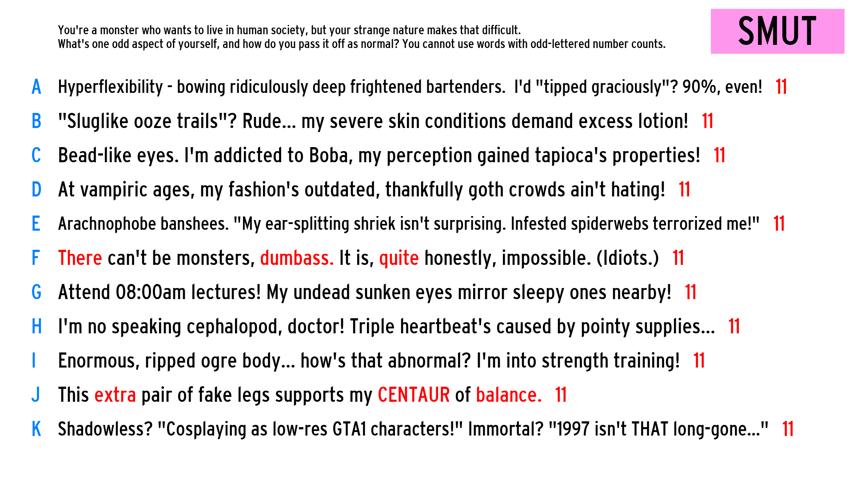 You're a monster who wants to live in human society, but your strange nature makes that difficult.
What's one odd aspect of yourself, and how do you pass it off as normal? You cannot use words with odd-lettered number counts.
SMUT
A Hyperflexibility - bowing ridiculously deep frightened bartenders. I'd "tipped graciously"? 90%, even! 11
B "Sluglike ooze trails"? Rude... my severe skin conditions demand excess lotion! 11
C Bead-like eyes. I'm addicted to Boba, my perception gained tapioca's properties! 11
D At vampiric ages, my fashion's outdated, thankfully goth crowds ain't hating! 11
E Arachnophobe banshees. "My ear-splitting shriek isn't surprising. Infested spiderwebs terrorized me!" 11
F There can't be monsters, dumbass. It is, quite honestly, impossible. (Idiots.) 11
G Attend 08:00am lectures! My undead sunken eyes mirror sleepy ones nearby! 11
H I'm no speaking cephalopod, doctor! Triple heartbeat's caused by pointy supplies... 11
I Enormous, ripped ogre body... how's that abnormal? I'm into strength training! 11
J This extra pair of fake legs supports my CENTAUR of balance. 11
K Shadowless? "Cosplaying as low-res GTA1 characters!" Immortal? "1997 isn't THAT long-gone..." 11